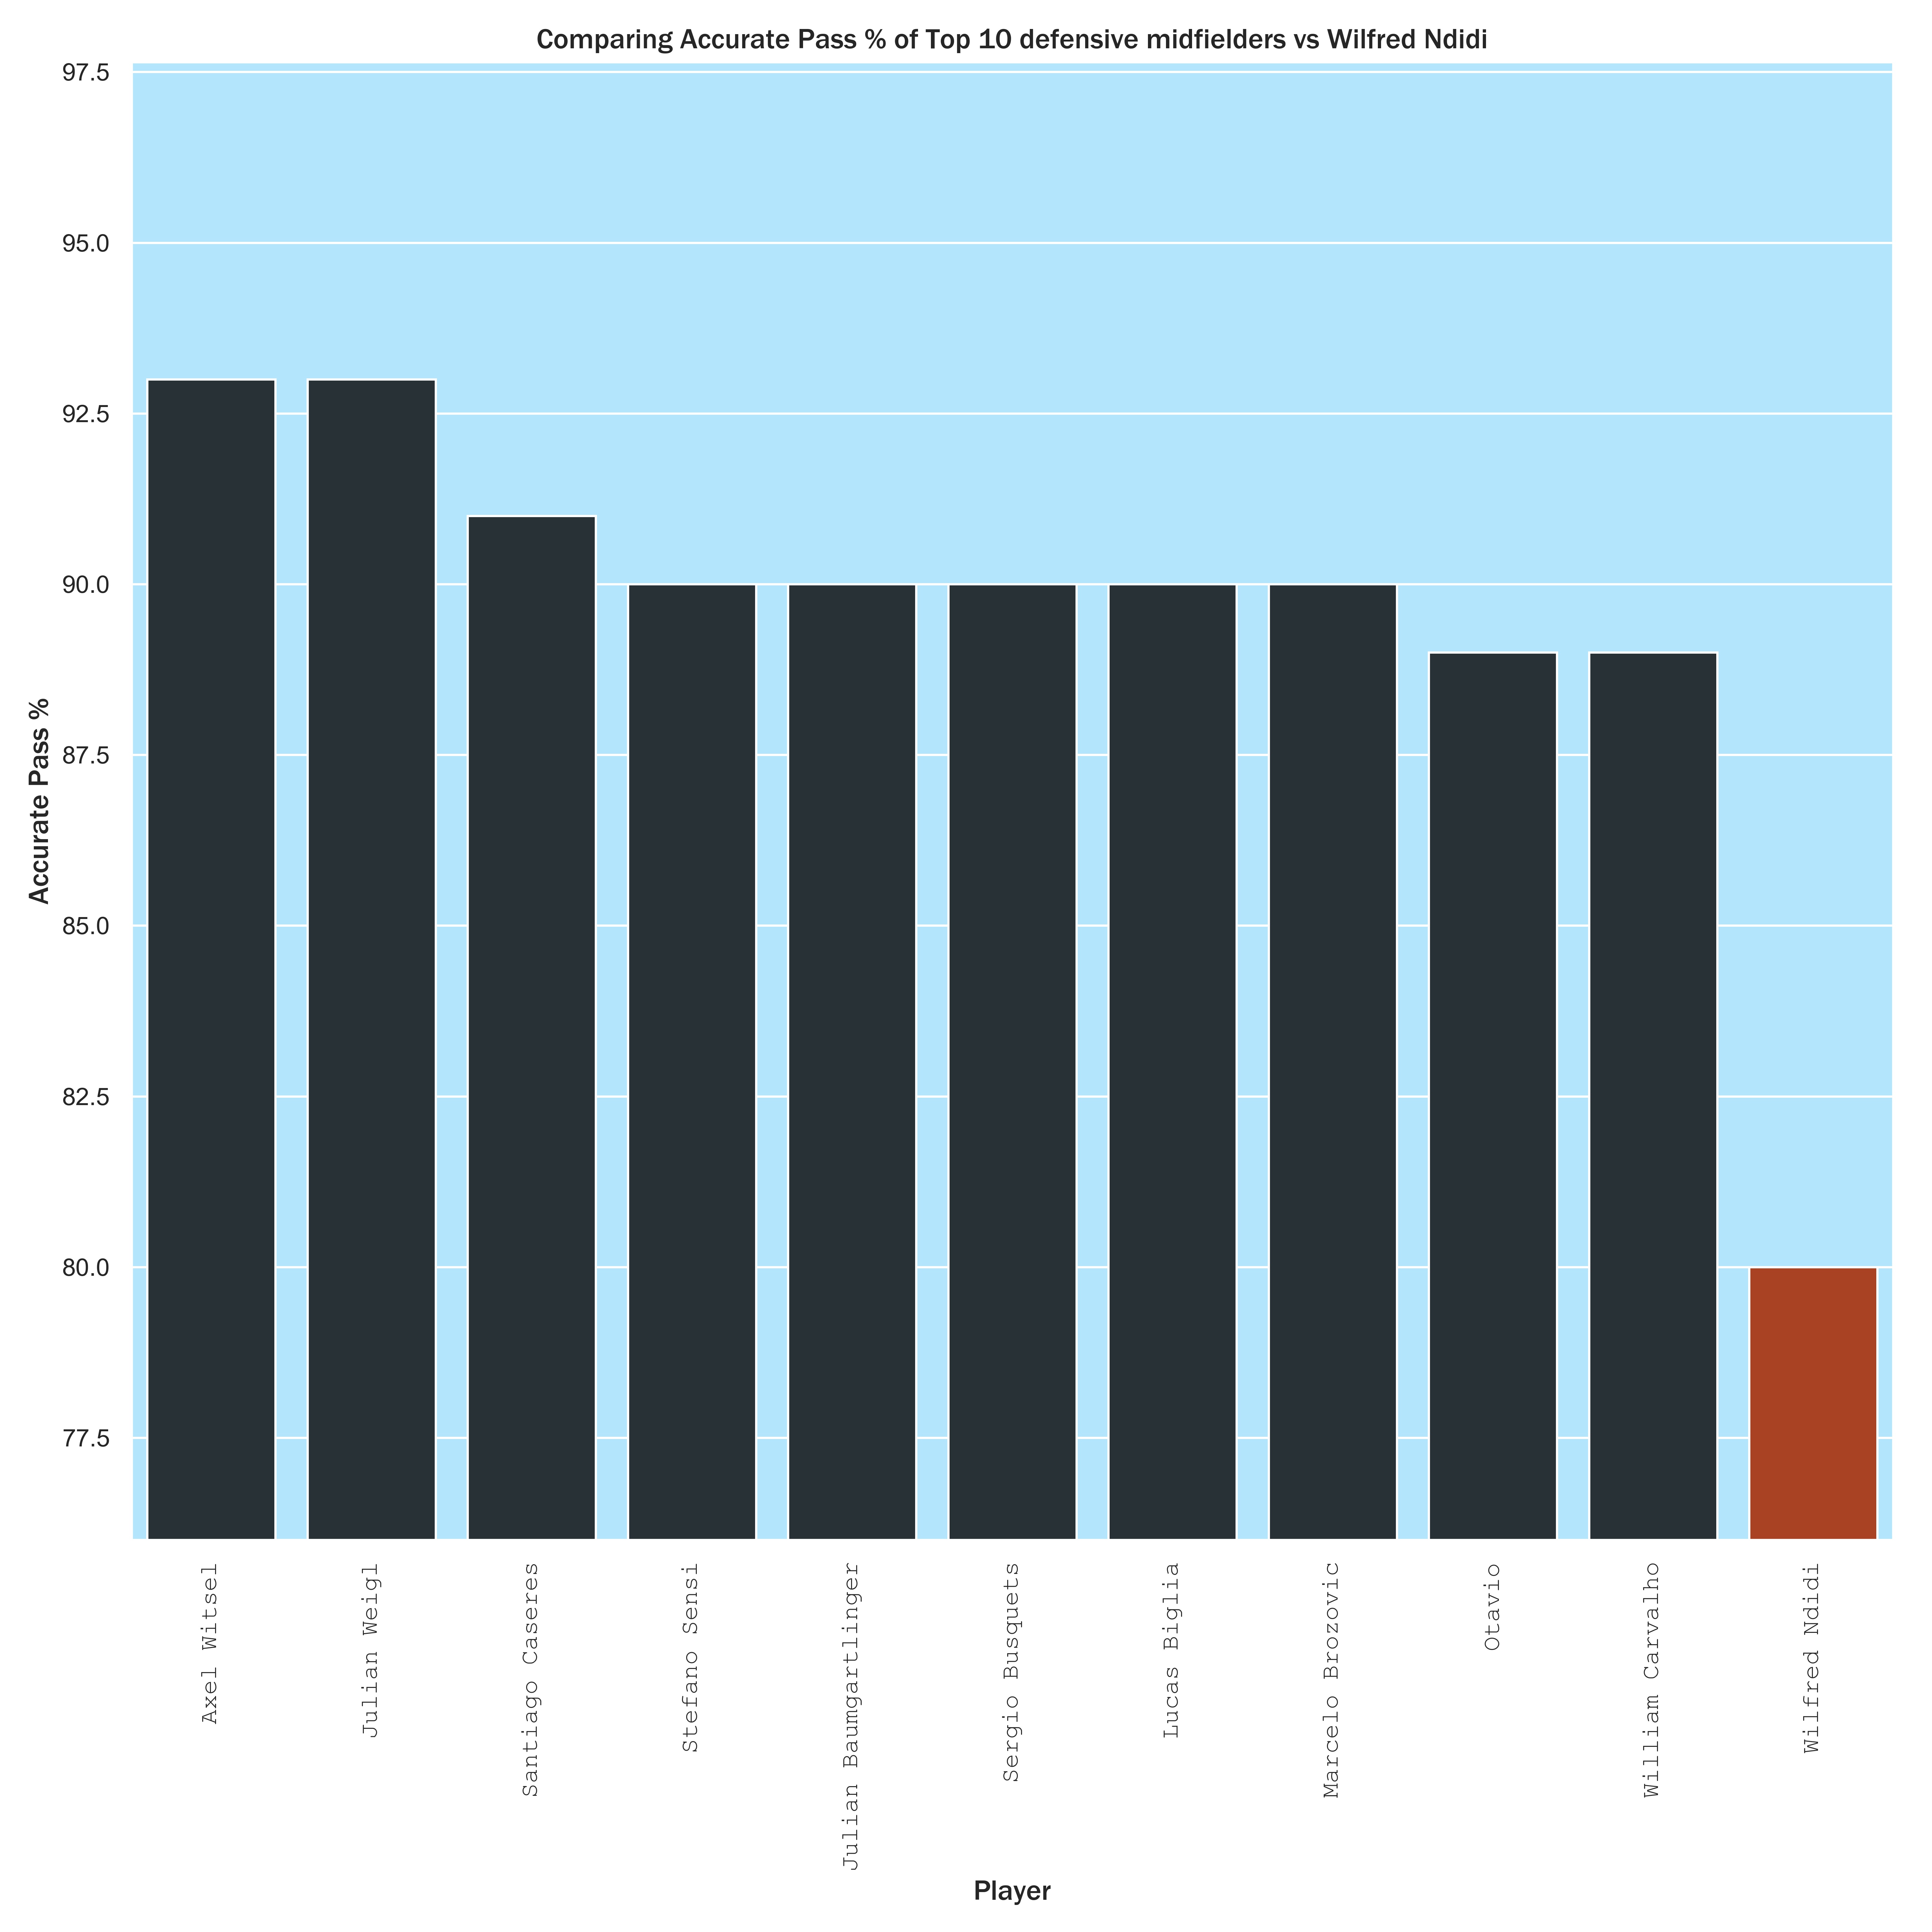 Comparing Accurate Pass % of Top 10 defensive midfielders vs Wilfred Ndidi
97.5
95.0
92.5
90.0
87.5
85.0
82.5
80.0
77.5
Accurate Pass %
Axel Witsel
Julian Weigl
Santiago Caseres
Stefano Sensi
Julian Baumgartlinger
Sergio Busquets
Lucas Biglia
Marcelo Brozovic
Otavio
William Carvalho
Wilfred Ndidi
Player